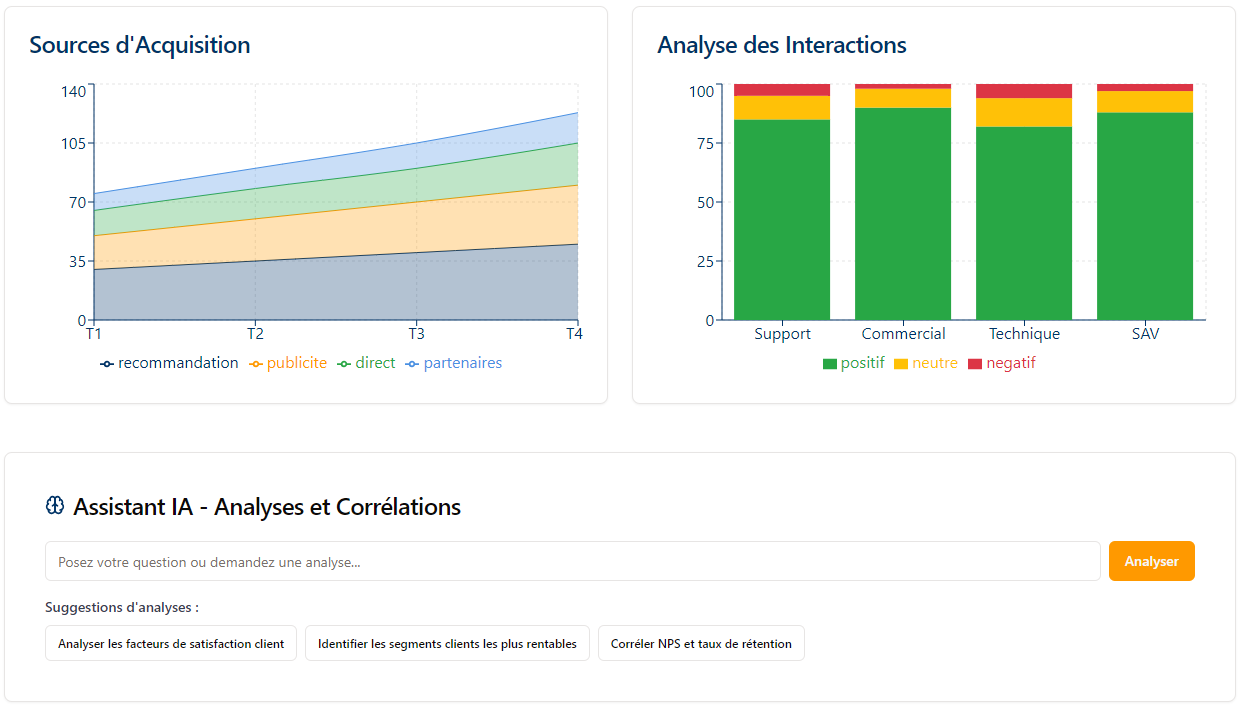 Sources d'Acquisition
140
105
70
35
0
T1 T2 T3 T4
recommandation publicite direct partenaires
Analyse des Interactions
100
75
50
25
0
Support Commercial Technique SAV
positif neutre negatif
Assistant IA - Analyses et Corrélations
Posez votre question ou demandez une analyse...
Analyser
Suggestions d'analyses :
Analyser les facteurs de satisfaction client
Identifier les segments clients les plus rentables
Corréler NPS et taux de rétention